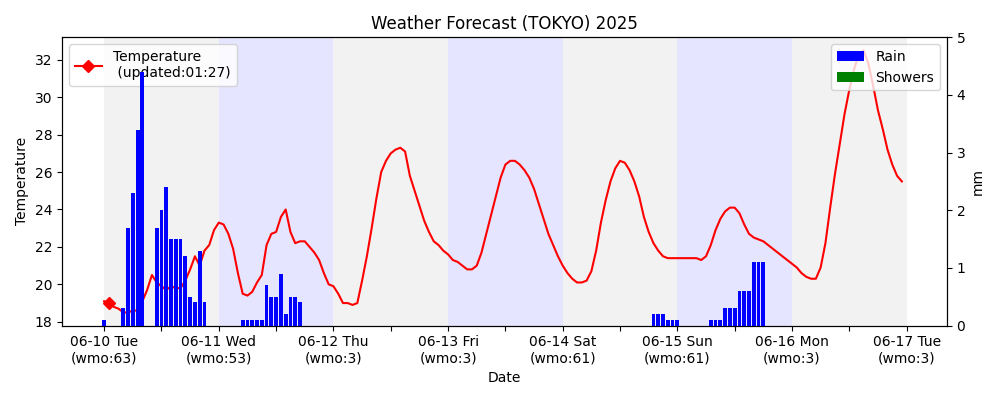 Weather Forecast (TOKYO) 2025
Temperature
(updated:01:27)
Rain
Showers
Temperature
32
30
28
26
24
22
20
18
5
4
3
2
1
0
mm
06-10 Tue
(wmo:63)
06-11 Wed
(wmo:53)
06-12 Thu
(wmo:3)
06-13 Fri
(wmo:3)
06-14 Sat
(wmo:61)
06-15 Sun
(wmo:61)
06-16 Mon
(wmo:3)
06-17 Tue
(wmo:3)
Date